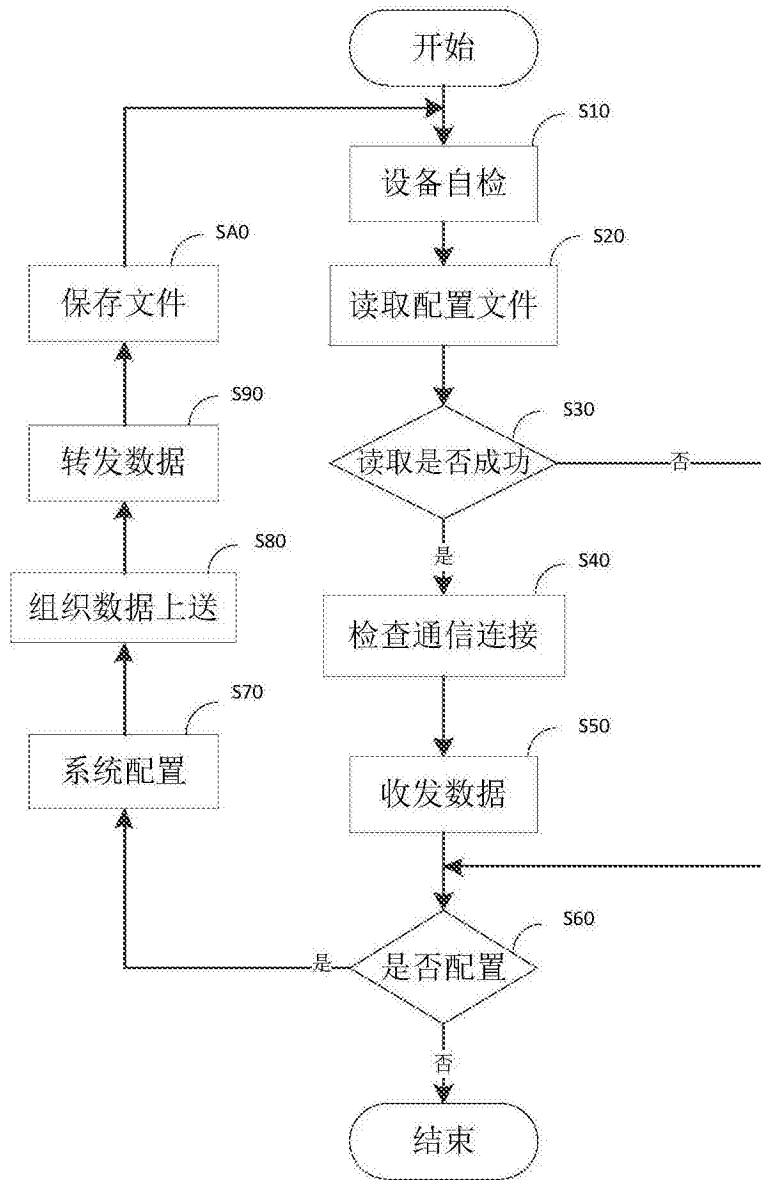 开始
S10
设备自检
SA0
S20
保存文件
读取配置文件
S90
S30
转发数据
读取是否成功
否
S80
是
S40
组织数据上送
检查通信连接
S70
S50
系统配置
收发数据
S60
是
是否配置
否
结束